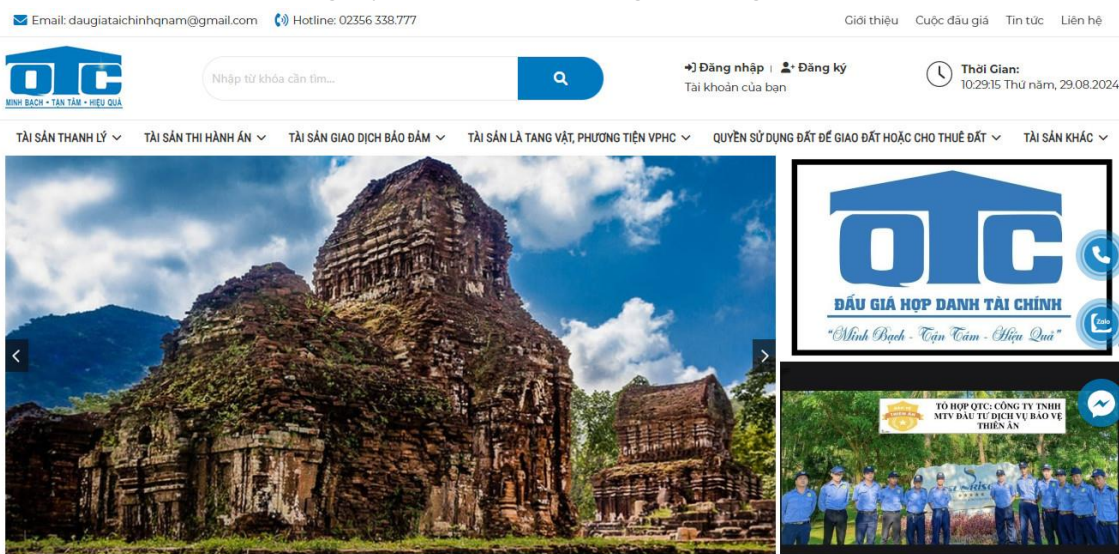 Email: daugiataichinhqnam@gmail.com Hotline: 02356 338.777 Giới thiệu Cuộc đấu giá Tin tức Liên hệ
QTC
MINH BẠCH - TẬN TÂM - HIỆU QUẢ
Nhập từ khóa cần tìm...
Đăng nhập | Đăng ký
Tài khoản của bạn
Thời Gian:
10:29:15 Thứ năm, 29.08.2024
TÀI SẢN THANH LÝ TÀI SẢN THI HÀNH ÁN TÀI SẢN GIAO DỊCH BẢO ĐẢM TÀI SẢN LÀ TANG VẬT, PHƯƠNG TIỆN VPHC QUYỀN SỬ DỤNG ĐẤT ĐỂ GIAO ĐẤT HOẶC CHO THUÊ ĐẤT TÀI SẢN KHÁC
QTC
ĐẤU GIÁ HỢP DANH TÀI CHÍNH
"Minh Bạch - Tận Tâm - Hiệu Quả"
Zalo
THIÊN ÂN
TỔ HỢP QTC: CÔNG TY TNHH
MTV ĐẦU TƯ DỊCH VỤ BẢO VỆ
THIÊN ÂN